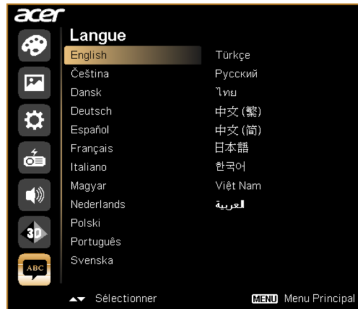 acer
Langue
English
Čeština
Dansk
Deutsch
Español
Français
Italiano
Magyar
Nederlands
Polski
Português
Svenska
Türkçe
Русский
ไทย
中文 (繁)
中文 (简)
日本語
한국어
Việt Nam
العربية
3D
ABC
Sélectionner
MENU Menu Principal